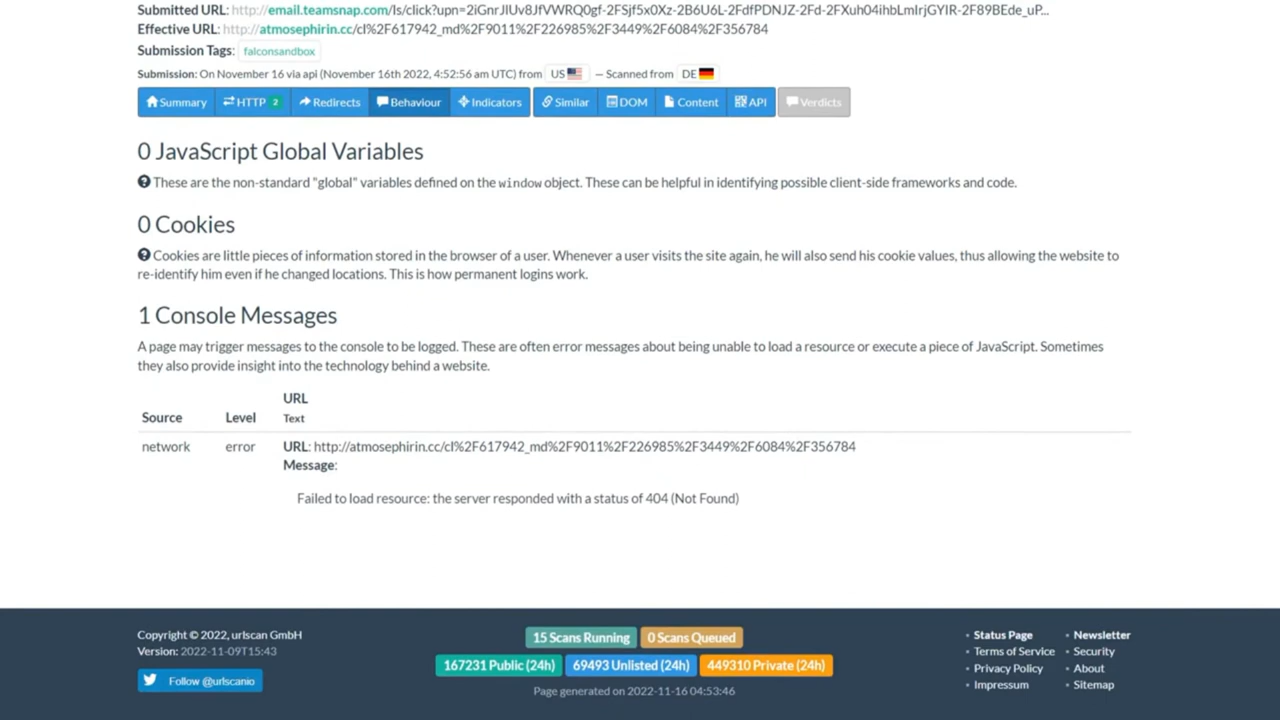 Submitted URL: http://email.teamsnap.com/ls/click?upn=2iGnrJlUv8JfVWRQ0gf-2FSjf5x0Xz-2B6U6L-2FdfPDNJZ-2Fd-2FXuh04ihbLmIrjGYIR-2F89BEde_uP...
Effective URL: http://atmosephirin.cc/cl%2F617942_md%2F9011%2F226985%2F3449%2F6084%2F356784
Submission Tags: falconsandbox
Submission: On November 16 via api (November 16th 2022, 4:52:56 am UTC) from US — Scanned from DE
Summary HTTP 2 Redirects Behaviour Indicators Similar DOM Content API Verdicts
0 JavaScript Global Variables
These are the non-standard "global" variables defined on the window object. These can be helpful in identifying possible client-side frameworks and code.
0 Cookies
Cookies are little pieces of information stored in the browser of a user. Whenever a user visits the site again, he will also send his cookie values, thus allowing the website to
re-identify him even if he changed locations. This is how permanent logins work.
1 Console Messages
A page may trigger messages to the console to be logged. These are often error messages about being unable to load a resource or execute a piece of JavaScript. Sometimes
they also provide insight into the technology behind a website.
URL
Source Level Text
network error URL: http://atmosephirin.cc/cl%2F617942_md%2F9011%2F226985%2F3449%2F6084%2F356784
Message:
Failed to load resource: the server responded with a status of 404 (Not Found)
Copyright © 2022, urlscan GmbH
Version: 2022-11-09T15:43
Follow @urlscanio
15 Scans Running 0 Scans Queued
167231 Public (24h) 69493 Unlisted (24h) 449310 Private (24h)
Page generated on 2022-11-16 04:53:46
Status Page
Terms of Service
Privacy Policy
Impressum
Newsletter
Security
About
Sitemap